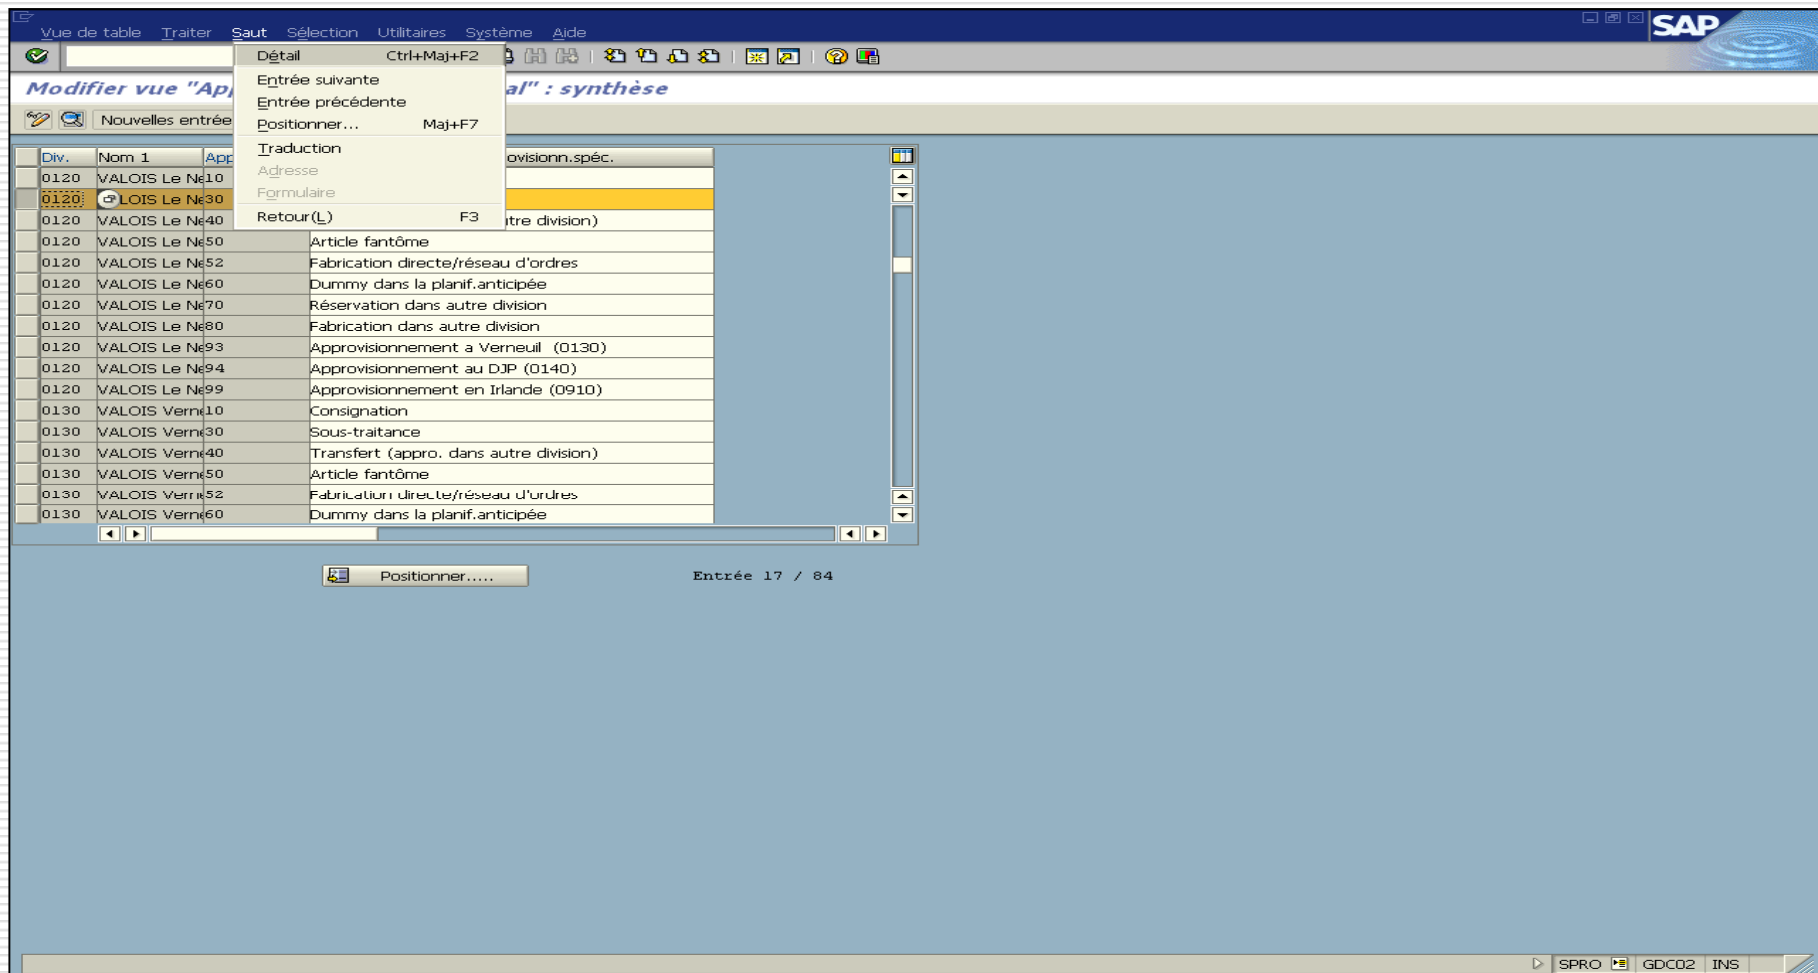 Vue de table Traiter Saut Sélection Utilitaires Système Aide
SAP
Détail Ctrl+Maj+F2
Entrée suivante
Entrée précédente
Positionner... Maj+F7
Traduction
Adresse
Formulaire
Retour(L) F3
Modifier vue "Ap al" : synthèse
Nouvelles entrée
Div. Nom 1 App ovisionn.spéc.
0120 VALOIS Le Ne 10
0120 LOIS Le Ne 30
0120 VALOIS Le Ne 40 tre division)
0120 VALOIS Le Ne 50 Article fantôme
0120 VALOIS Le Ne 52 Fabrication directe/réseau d'ordres
0120 VALOIS Le Ne 60 Dummy dans la planif.anticipée
0120 VALOIS Le Ne 70 Réservation dans autre division
0120 VALOIS Le Ne 80 Fabrication dans autre division
0120 VALOIS Le Ne 93 Approvisionnement a Verneuil (0130)
0120 VALOIS Le Ne 94 Approvisionnement au DJP (0140)
0120 VALOIS Le Ne 99 Approvisionnement en Irlande (0910)
0130 VALOIS Verne 10 Consignation
0130 VALOIS Verne 30 Sous-traitance
0130 VALOIS Verne 40 Transfert (appro. dans autre division)
0130 VALOIS Verne 50 Article fantôme
0130 VALOIS Verne 52 Fabrication directe/réseau d'ordres
0130 VALOIS Verne 60 Dummy dans la planif.anticipée
Positionner..... Entrée 17 / 84
SPRO GDC02 INS